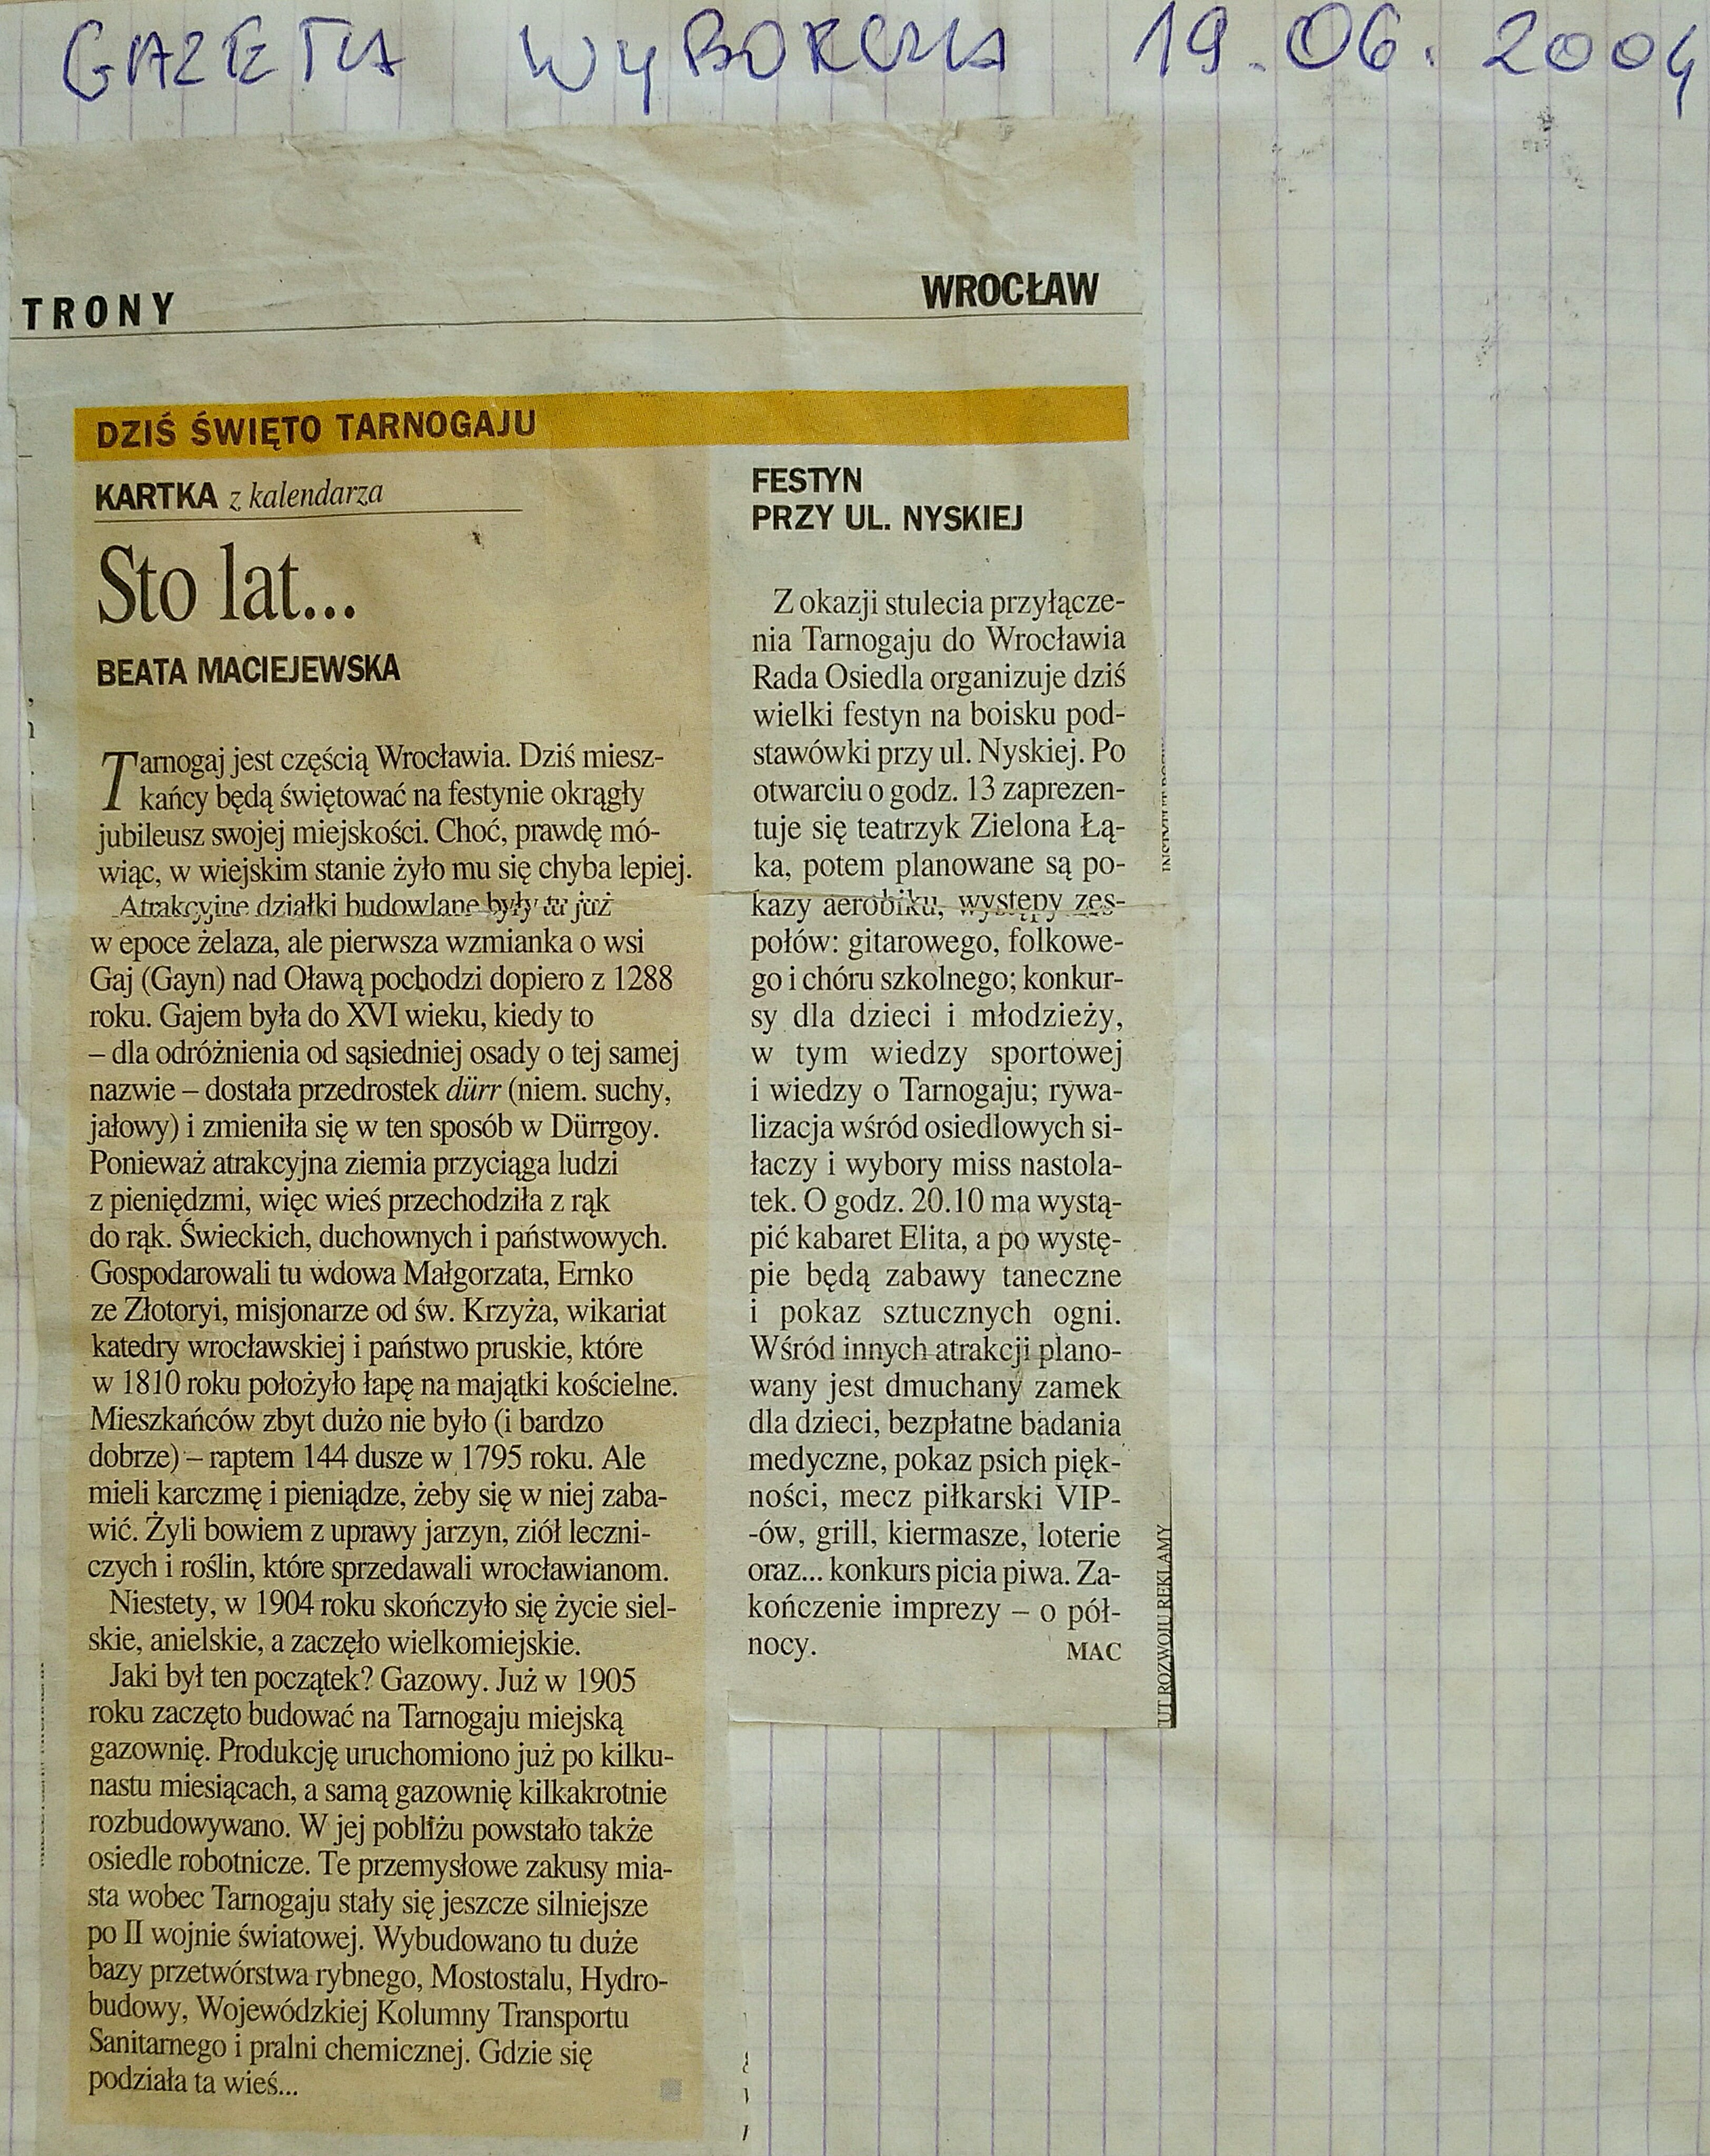 GAZETA WYBORCZA 19.06.2004
TRONY
WROCŁAW
DZIŚ ŚWIĘTO TARNOGAJU
KARTKA z kalendarza
Sto lat...
BEATA MACIEJEWSKA
Tarnogaj jest częścią Wrocławia. Dziś miesz-
kańcy będą świętować na festynie okrągły
jubileusz swojej miejskości. Choć, prawdę mó-
wiąc, w wiejskim stanie żyło mu się chyba lepiej.
Atrakcyjne działki budowlane były tu już
w epoce żelaza, ale pierwsza wzmianka o wsi
Gaj (Gayn) nad Oławą pochodzi dopiero z 1288
roku. Gajem była do XVI wieku, kiedy to
– dla odróżnienia od sąsiedniej osady o tej samej
nazwie – dostała przedrostek dürr (niem. suchy,
jałowy) i zmieniła się w ten sposób w Dürrgoy.
Ponieważ atrakcyjna ziemia przyciąga ludzi
z pieniędzmi, więc wieś przechodziła z rąk
do rąk. Świeckich, duchownych i państwowych.
Gospodarowali tu wdowa Małgorzata, Ernko
ze Złotoryi, misjonarze od św. Krzyża, wikariat
katedry wrocławskiej i państwo pruskie, które
w 1810 roku położyło łapę na majątki kościelne.
Mieszkańców zbyt dużo nie było (i bardzo
dobrze) – raptem 144 dusze w 1795 roku. Ale
mieli karczmę i pieniądze, żeby się w niej zaba-
wić. Żyli bowiem z uprawy jarzyn, ziół leczni-
czych i roślin, które sprzedawali wrocławianom.
Niestety, w 1904 roku skończyło się życie siel-
skie, anielskie, a zaczęło wielkomiejskie.
Jaki był ten początek? Gazowy. Już w 1905
roku zaczęto budować na Tarnogaju miejską
gazownię. Produkcję uruchomiono już po kilku-
nastu miesiącach, a samą gazownię kilkakrotnie
rozbudowywano. W jej pobliżu powstało także
osiedle robotnicze. Te przemysłowe zakusy mia-
sta wobec Tarnogaju stały się jeszcze silniejsze
po II wojnie światowej. Wybudowano tu duże
bazy przetwórstwa rybnego, Mostostalu, Hydro-
budowy, Wojewódzkiej Kolumny Transportu
Sanitarnego i pralni chemicznej. Gdzie się
podziała ta wieś...
FESTYN
PRZY UL. NYSKIEJ
Z okazji stulecia przyłącze-
nia Tarnogaju do Wrocławia
Rada Osiedla organizuje dziś
wielki festyn na boisku pod-
stawówki przy ul. Nyskiej. Po
otwarciu o godz. 13 zaprezen-
tuje się teatrzyk Zielona Łą-
ka, potem planowane są po-
kazy aerobiku, występy zes-
połów: gitarowego, folkowe-
go i chóru szkolnego; konkur-
sy dla dzieci i młodzieży,
w tym wiedzy sportowej
i wiedzy o Tarnogaju; rywa-
lizacja wśród osiedlowych si-
łaczy i wybory miss nastola-
tek. O godz. 20.10 ma wystą-
pić kabaret Elita, a po wystę-
pie będą zabawy taneczne
i pokaz sztucznych ogni.
Wśród innych atrakcji plano-
wany jest dmuchany zamek
dla dzieci, bezpłatne badania
medyczne, pokaz psich pięk-
ności, mecz piłkarski VIP-
-ów, grill, kiermasze, loterie
oraz... konkurs picia piwa. Za-
kończenie imprezy – o pół-
nocy. MAC
UT ROZWOJU REKLAMY